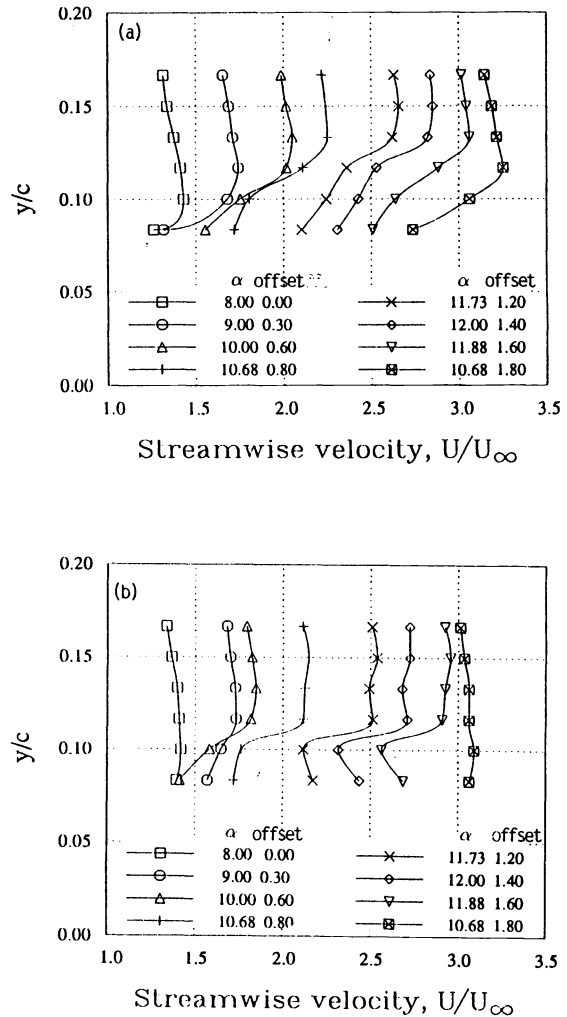 0.20
(a)
0.15
y/c
0.10
0.05
α offset α offset
8.00 0.00 11.73 1.20
9.00 0.30 12.00 1.40
10.00 0.60 11.88 1.60
10.68 0.80 10.68 1.80
0.00
1.0 1.5 2.0 2.5 3.0 3.5
Streamwise velocity, U/U∞
0.20
(b)
0.15
y/c
0.10
0.05
α offset α offset
8.00 0.00 11.73 1.20
9.00 0.30 12.00 1.40
10.00 0.60 11.88 1.60
10.68 0.80 10.68 1.80
0.00
1.0 1.5 2.0 2.5 3.0 3.5
Streamwise velocity, U/U∞